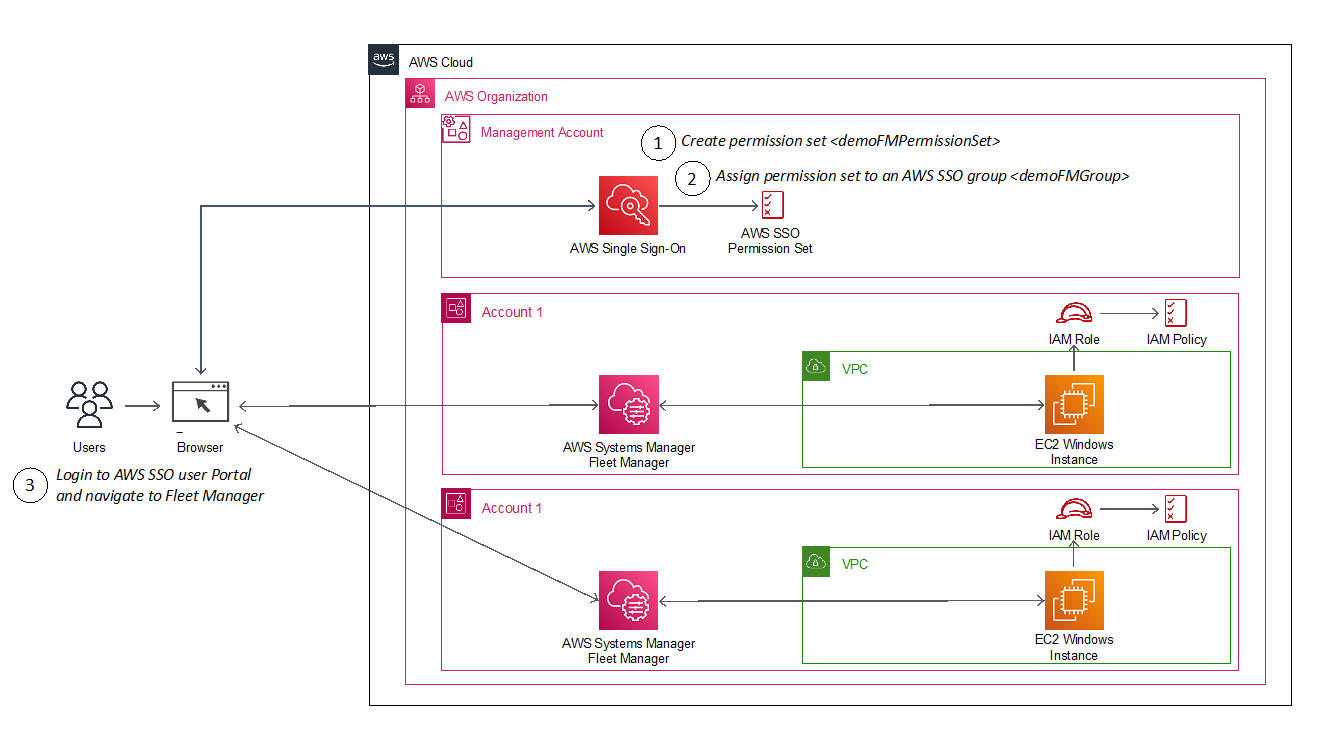 aws
AWS Cloud
AWS Organization
Management Account
1
Create permission set <demoFMPermissionSet>
2
Assign permission set to an AWS SSO group <demoFMGroup>
AWS Single Sign-On
AWS SSO
Permission Set
Account 1
IAM Role
IAM Policy
VPC
Users
Browser
AWS Systems Manager
Fleet Manager
EC2 Windows
Instance
3
Login to AWS SSO user Portal
and navigate to Fleet Manager
Account 1
IAM Role
IAM Policy
VPC
AWS Systems Manager
Fleet Manager
EC2 Windows
Instance